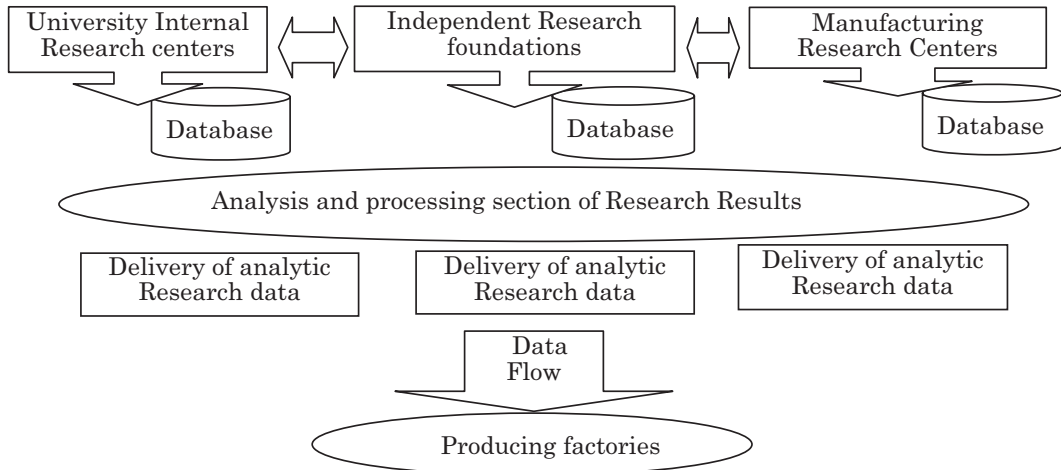 University Internal
Research centers
Independent Research
foundations
Manufacturing
Research Centers
Database
Database
Database
Analysis and processing section of Research Results
Delivery of analytic
Research data
Delivery of analytic
Research data
Delivery of analytic
Research data
Data
Flow
Producing factories